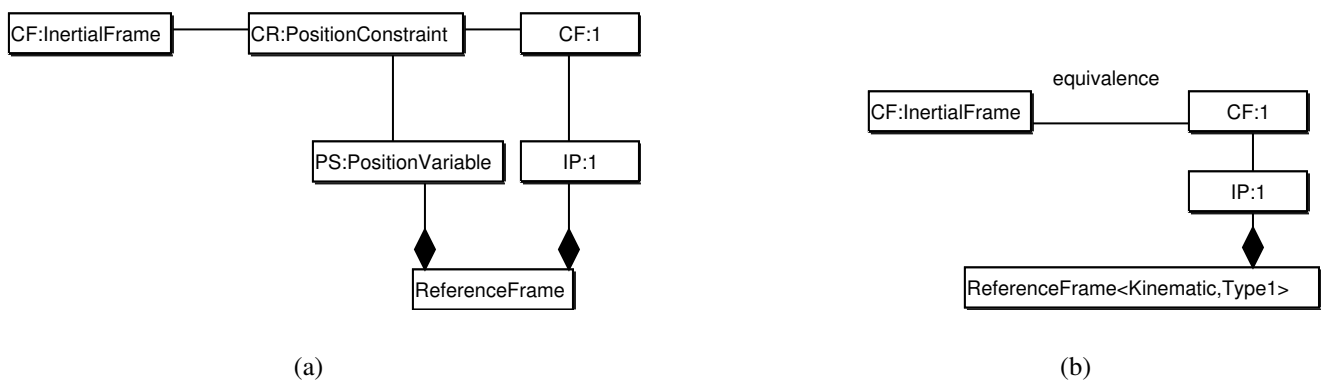 CF:InertialFrame
CR:PositionConstraint
CF:1
PS:PositionVariable
IP:1
ReferenceFrame
(a)
equivalence
CF:InertialFrame
CF:1
IP:1
ReferenceFrame<Kinematic,Type1>
(b)